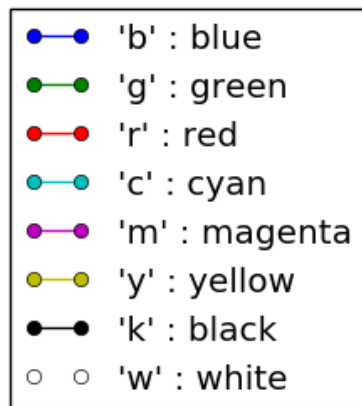 'b' : blue
'g' : green
'r' : red
'c' : cyan
'm' : magenta
'y' : yellow
'k' : black
'w' : white